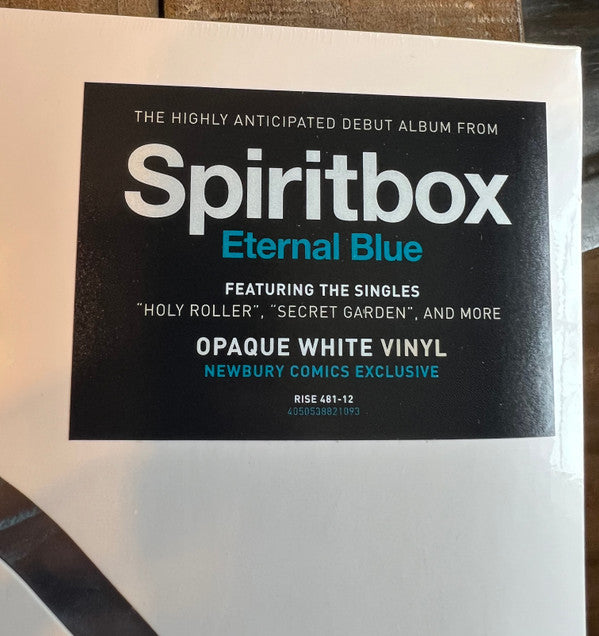 THE HIGHLY ANTICIPATED DEBUT ALBUM FROM
Spiritbox
Eternal Blue
FEATURING THE SINGLES
"HOLY ROLLER", "SECRET GARDEN", AND MORE
OPAQUE WHITE VINYL
NEWBURY COMICS EXCLUSIVE
RISE 481-12
4050538821093